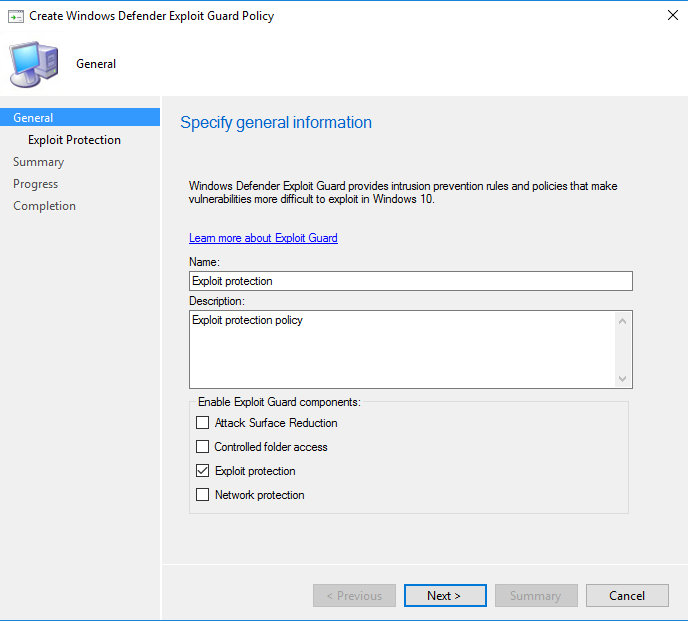 Create Windows Defender Exploit Guard Policy
General
General
Exploit Protection
Summary
Progress
Completion
Specify general information
Windows Defender Exploit Guard provides intrusion prevention rules and policies that make
vulnerabilities more difficult to exploit in Windows 10.
Learn more about Exploit Guard
Name:
Exploit protection
Description:
Exploit protection policy
Enable Exploit Guard components:
Attack Surface Reduction
Controlled folder access
Exploit protection
Network protection
< Previous
Next >
Summary
Cancel